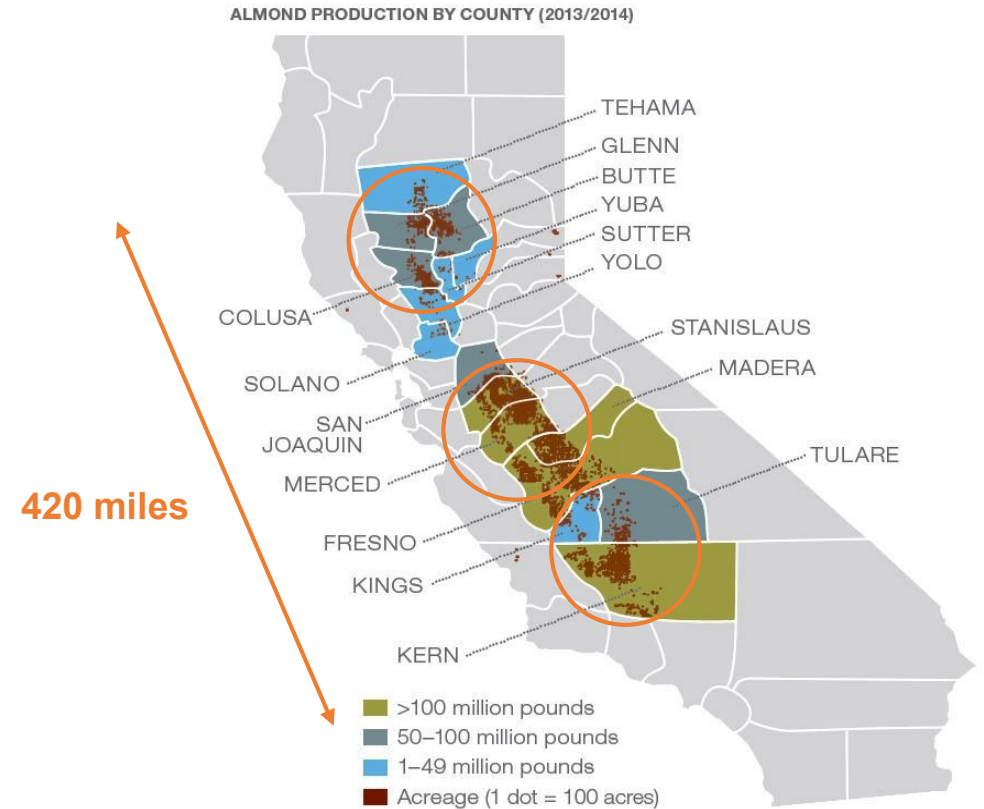 ALMOND PRODUCTION BY COUNTY (2013/2014)
TEHAMA
GLENN
BUTTE
YUBA
SUTTER
YOLO
COLUSA
STANISLAUS
MADERA
SOLANO
SAN
JOAQUIN
TULARE
MERCED
420 miles
FRESNO
KINGS
KERN
>100 million pounds
50–100 million pounds
1–49 million pounds
Acreage (1 dot = 100 acres)